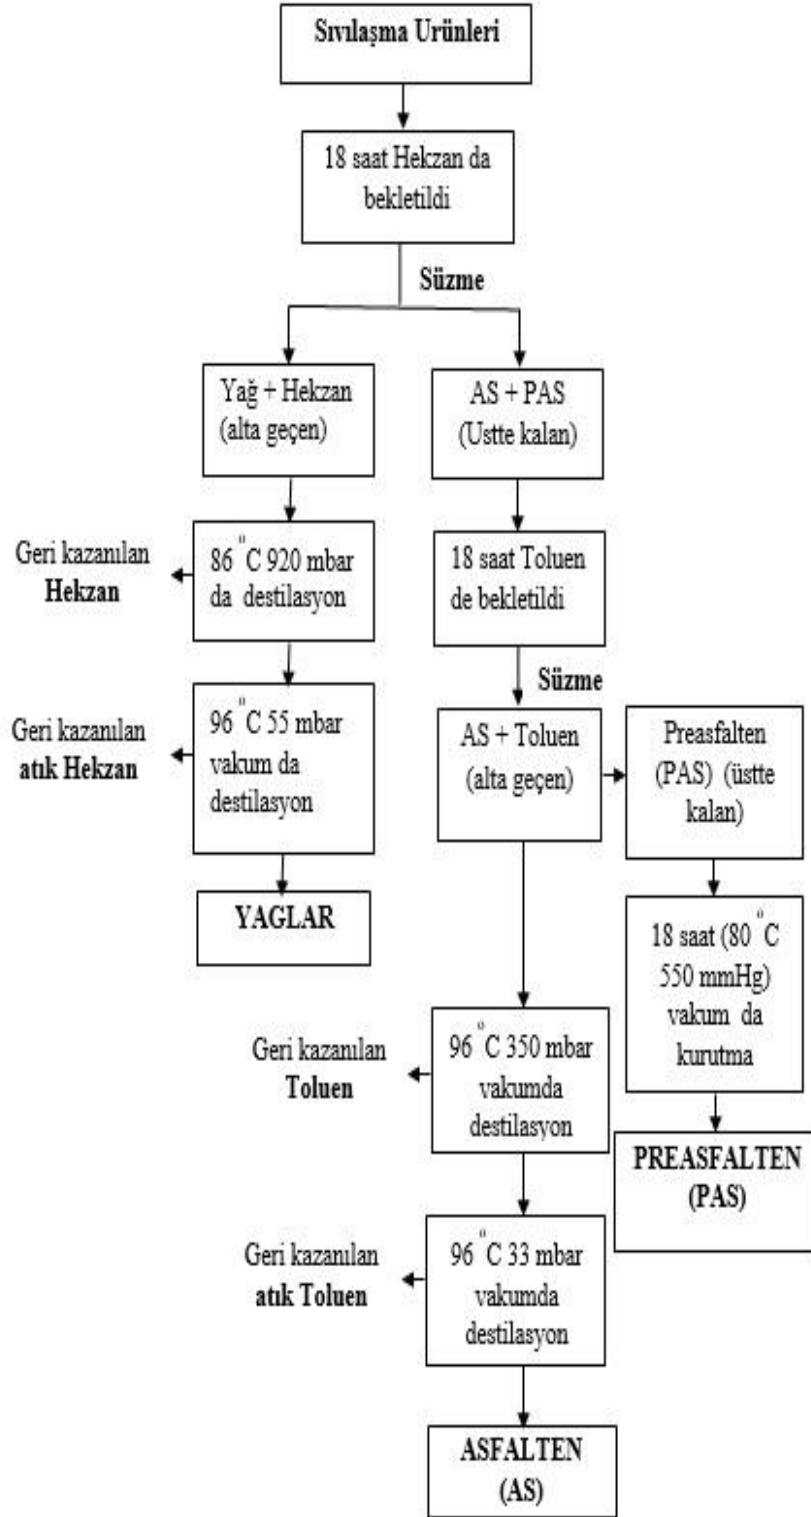 Sıvılaşma Urünleri
18 saat Hekzan da
bekletildi
Süzme
Yağ + Hekzan
(alta geçen)
AS + PAS
(Ustte kalan)
Geri kazanılan
Hekzan
86 °C 920 mbar
da destilasyon
18 saat Toluen
de bekletildi
Süzme
Geri kazanılan
atık Hekzan
96 °C 55 mbar
vakum da
destilasyon
AS + Toluen
(alta geçen)
Preasfalten
(PAS) (üstte
kalan)
YAGLAR
18 saat (80 °C
550 mmHg)
vakum da
kurutma
Geri kazanılan
Toluen
96 °C 350 mbar
vakumda
destilasyon
PREASFALTEN
(PAS)
Geri kazanılan
atık Toluen
96 °C 33 mbar
vakumda
destilasyon
ASFALTEN
(AS)